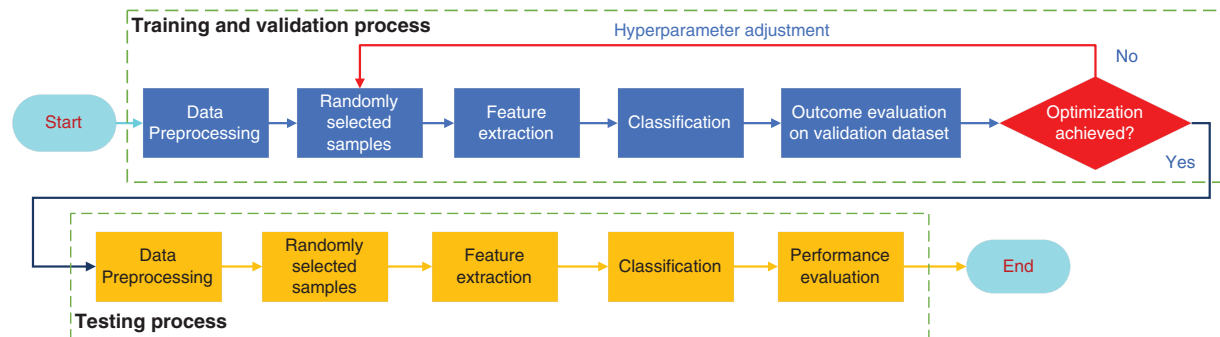 Training and validation process
Hyperparameter adjustment
No
Start
Data
Preprocessing
Randomly
selected
samples
Feature
extraction
Classification
Outcome evaluation
on validation dataset
Optimization
achieved?
Yes
Data
Preprocessing
Randomly
selected
samples
Feature
extraction
Classification
Performance
evaluation
End
Testing process